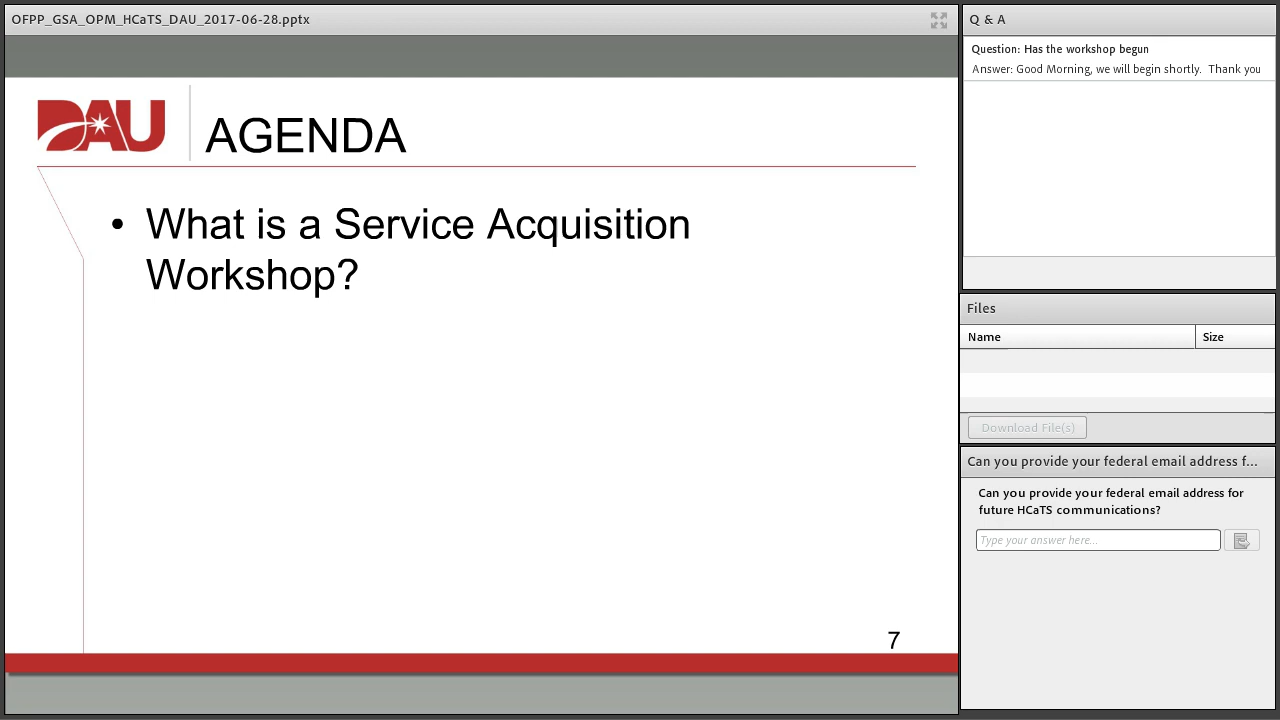 OFPP_GSA_OPM_HCaTS_DAU_2017-06-28.pptx
DAU
AGENDA
• What is a Service Acquisition
Workshop?
7
Q & A
Question: Has the workshop begun
Answer: Good Morning, we will begin shortly. Thank you
Files
Name Size
Download File(s)
Can you provide your federal email address f...
Can you provide your federal email address for
future HCaTS communications?
Type your answer here...